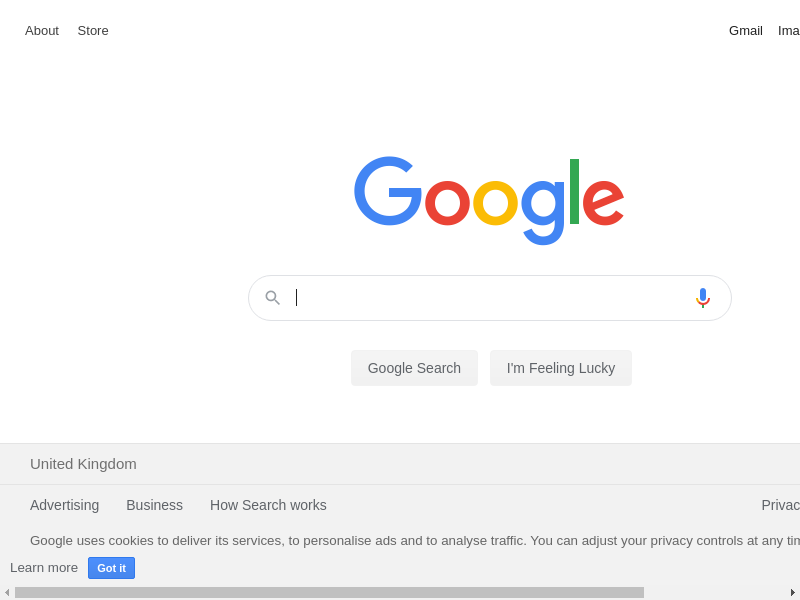 About Store Gmail Ima
Google
Google Search I'm Feeling Lucky
United Kingdom
Advertising Business How Search works Privac
Google uses cookies to deliver its services, to personalise ads and to analyse traffic. You can adjust your privacy controls at any tim
Learn more Got it